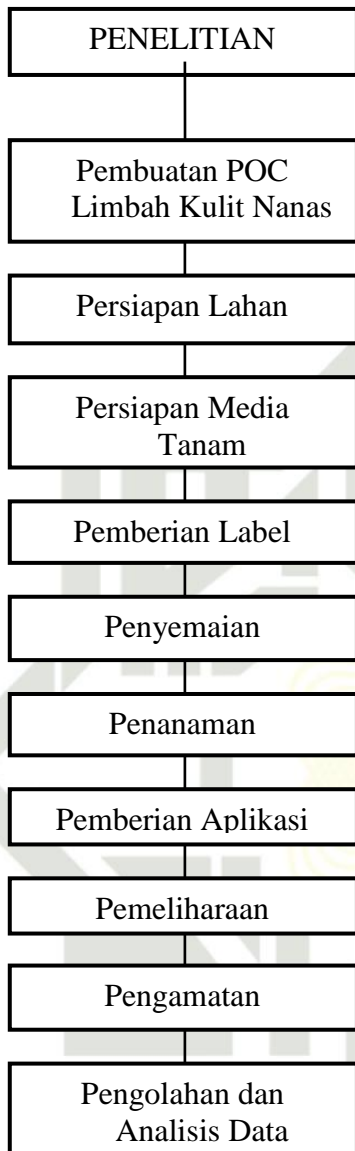 PENELITIAN
Pembuatan POC
Limbah Kulit Nanas
Persiapan Lahan
Persiapan Media
Tanam
Pemberian Label
Penyemaian
Penanaman
Pemberian Aplikasi
Pemeliharaan
Pengamatan
Pengolahan dan
Analisis Data